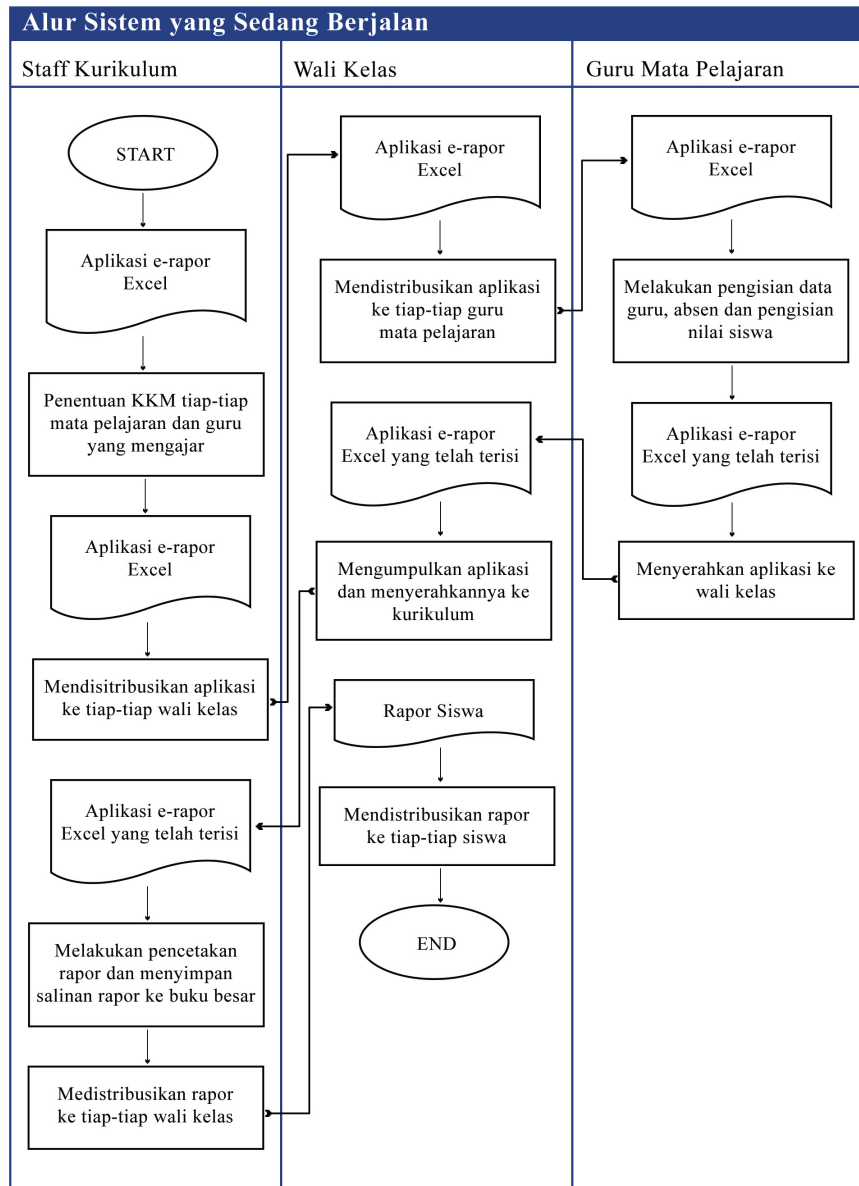 Alur Sistem yang Sedang Berjalan
Staff Kurikulum
Wali Kelas
Guru Mata Pelajaran
START
Aplikasi e-rapor
Excel
Penentuan KKM tiap-tiap
mata pelajaran dan guru
yang mengajar
Aplikasi e-rapor
Excel
Mendisitribusikan aplikasi
ke tiap-tiap wali kelas
Aplikasi e-rapor
Excel yang telah terisi
Melakukan pencetakan
rapor dan menyimpan
salinan rapor ke buku besar
Medistribusikan rapor
ke tiap-tiap wali kelas
Aplikasi e-rapor
Excel
Mendistribusikan aplikasi
ke tiap-tiap guru
mata pelajaran
Aplikasi e-rapor
Excel yang telah terisi
Mengumpulkan aplikasi
dan menyerahkannya ke
kurikulum
Rapor Siswa
Mendistribusikan rapor
ke tiap-tiap siswa
END
Aplikasi e-rapor
Excel
Melakukan pengisian data
guru, absen dan pengisian
nilai siswa
Aplikasi e-rapor
Excel yang telah terisi
Menyerahkan aplikasi ke
wali kelas